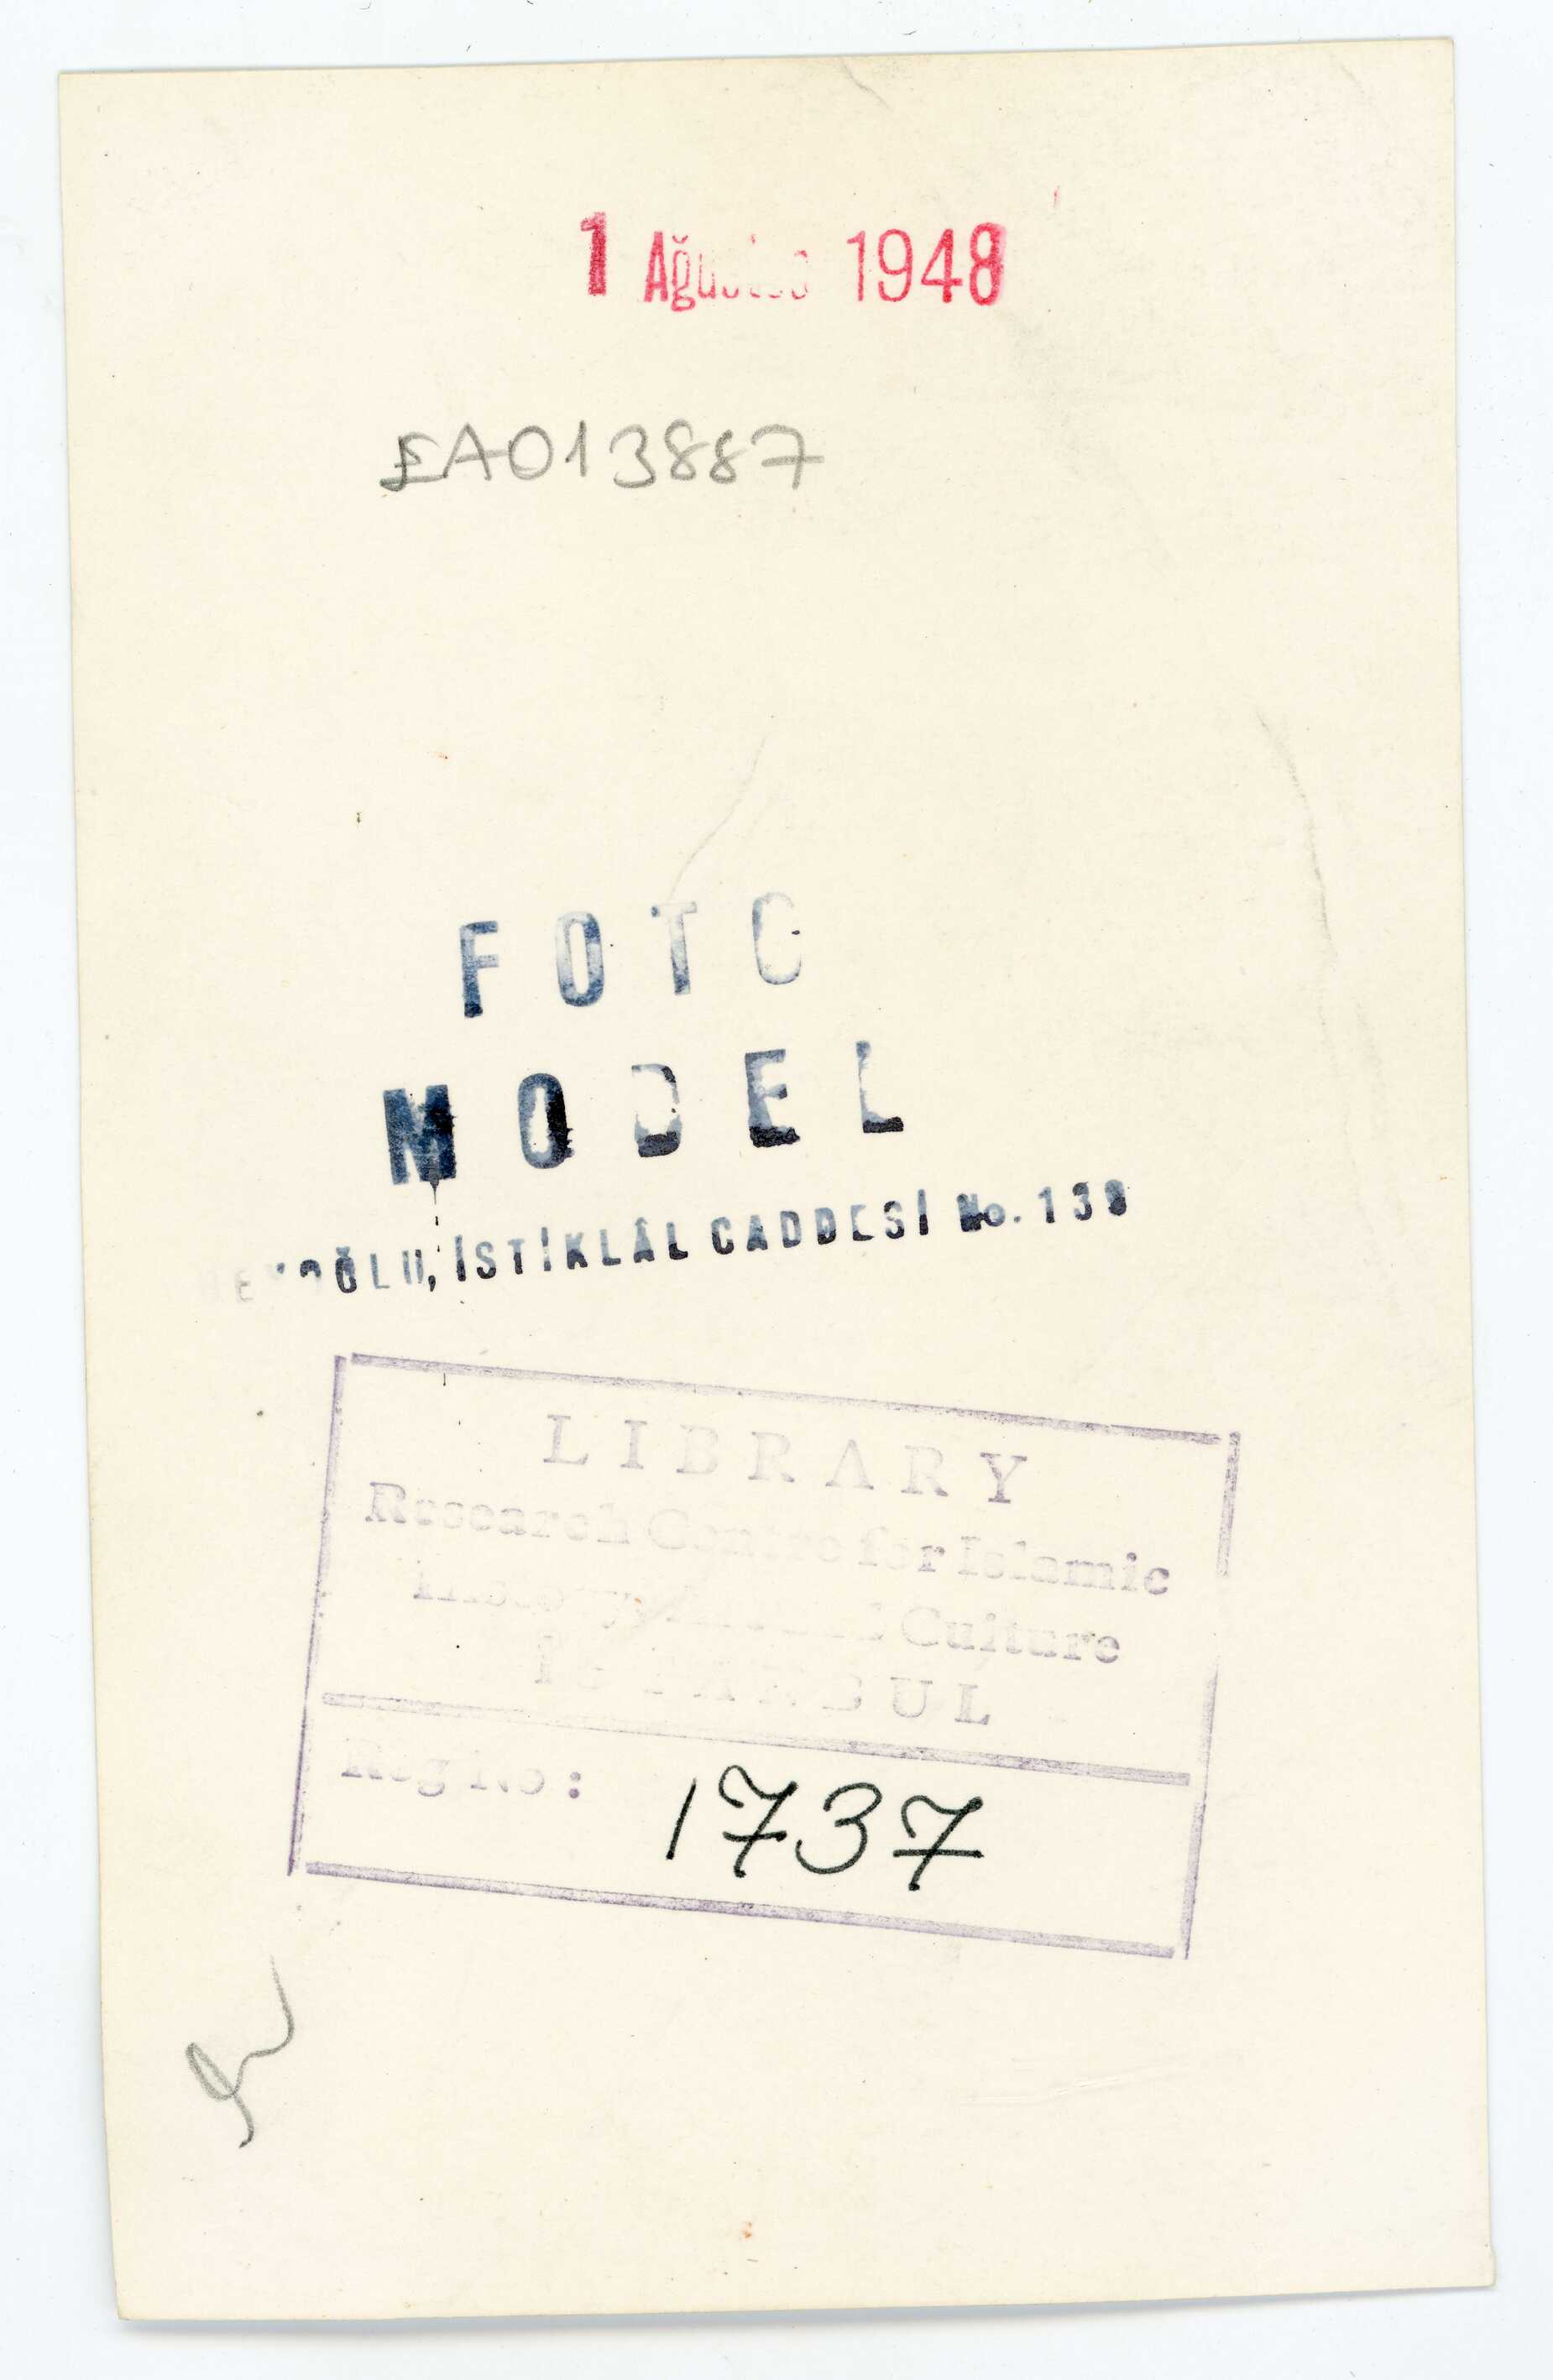 1 Ağustos 1948
EA013887
FOTO
MODEL
BEYOĞLU, İSTİKLÂL CADDESİ No. 138
LIBRARY
Research Centre for Islamic
History Art and Culture
ISTANBUL
Reg No :
1737